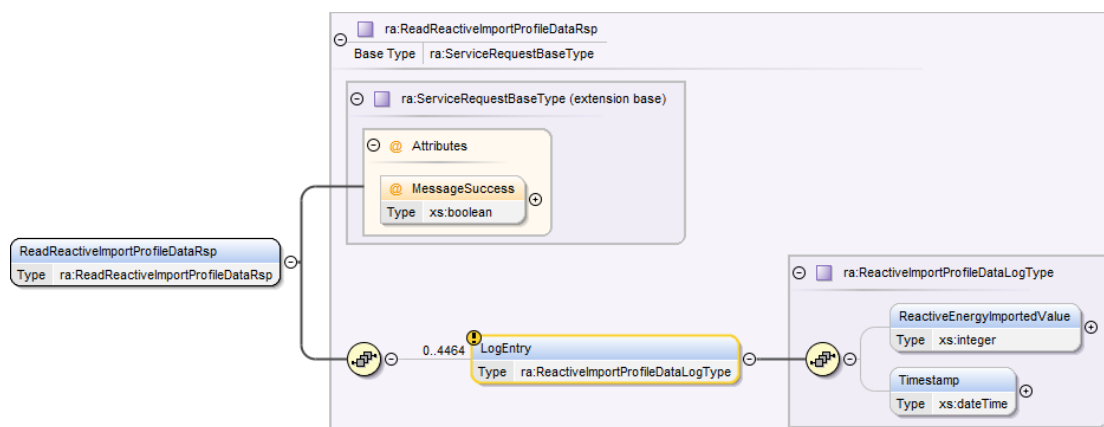 ra:ReadReactiveImportProfileDataRsp
Base Type ra:ServiceRequestBaseType
ra:ServiceRequestBaseType (extension base)
@ Attributes
@ MessageSuccess
Type xs:boolean
ReadReactiveImportProfileDataRsp
Type ra:ReadReactiveImportProfileDataRsp
0..4464
LogEntry
Type ra:ReactiveImportProfileDataLogType
ra:ReactiveImportProfileDataLogType
ReactiveEnergyImportedValue
Type xs:integer
Timestamp
Type xs:dateTime